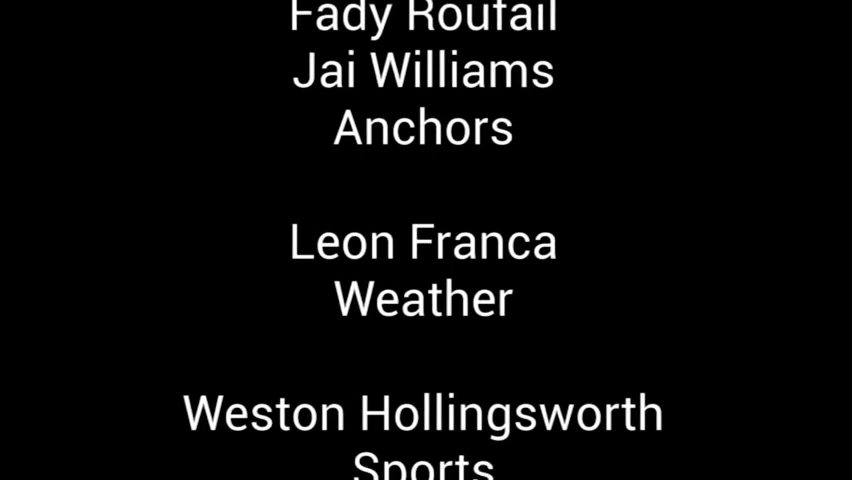 Fady Roufail
Jai Williams
Anchors
Leon Franca
Weather
Weston Hollingsworth
Sports